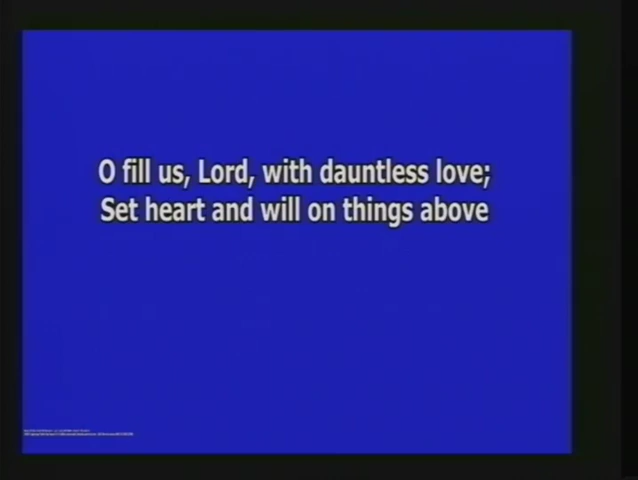 O fill us, Lord, with dauntless love;
Set heart and will on things above